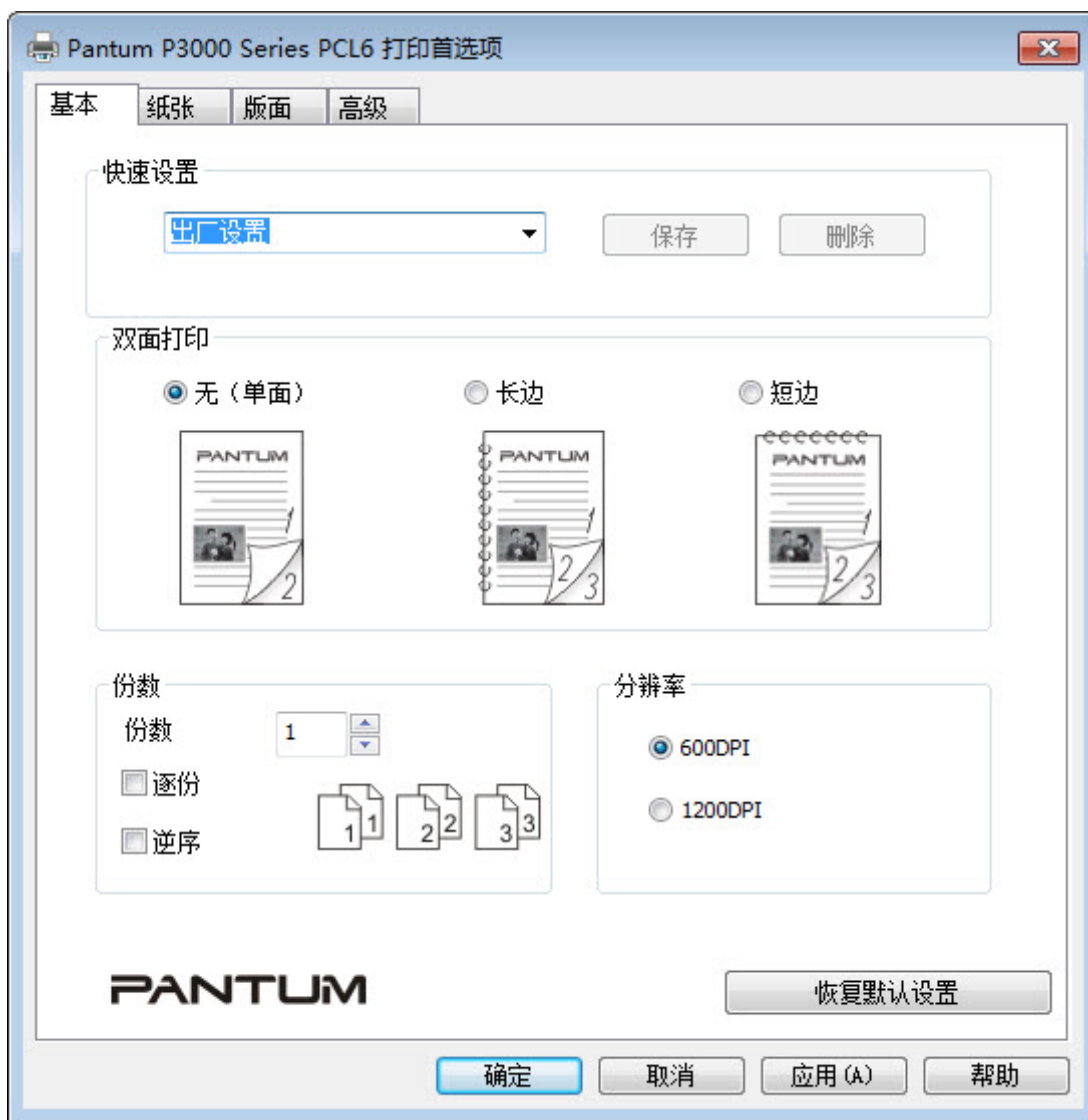 Pantum P3000 Series PCL6 打印首选项
基本 纸张 版面 高级
快速设置
出厂设置 保存 删除
双面打印
无（单面） 长边 短边
PANTUM PANTUM PANTUM
1 1 1
2 2 3 2 3
份数 分辨率
份数 1
600DPI
逐份
1 1 2 2 3 3
1200DPI
逆序
PANTUM
恢复默认设置
确定 取消 应用(A) 帮助